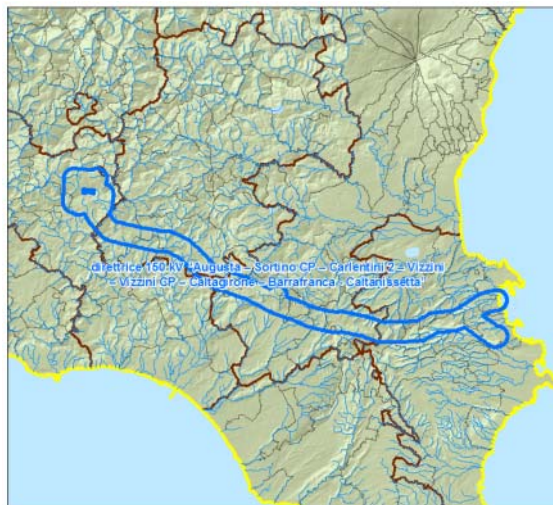 direttrice 150 kV "Augusta – Sortino CP – Carlentini 2 – Vizzini
– Vizzini CP – Caltagirone – Barrafranca - Caltanissetta"